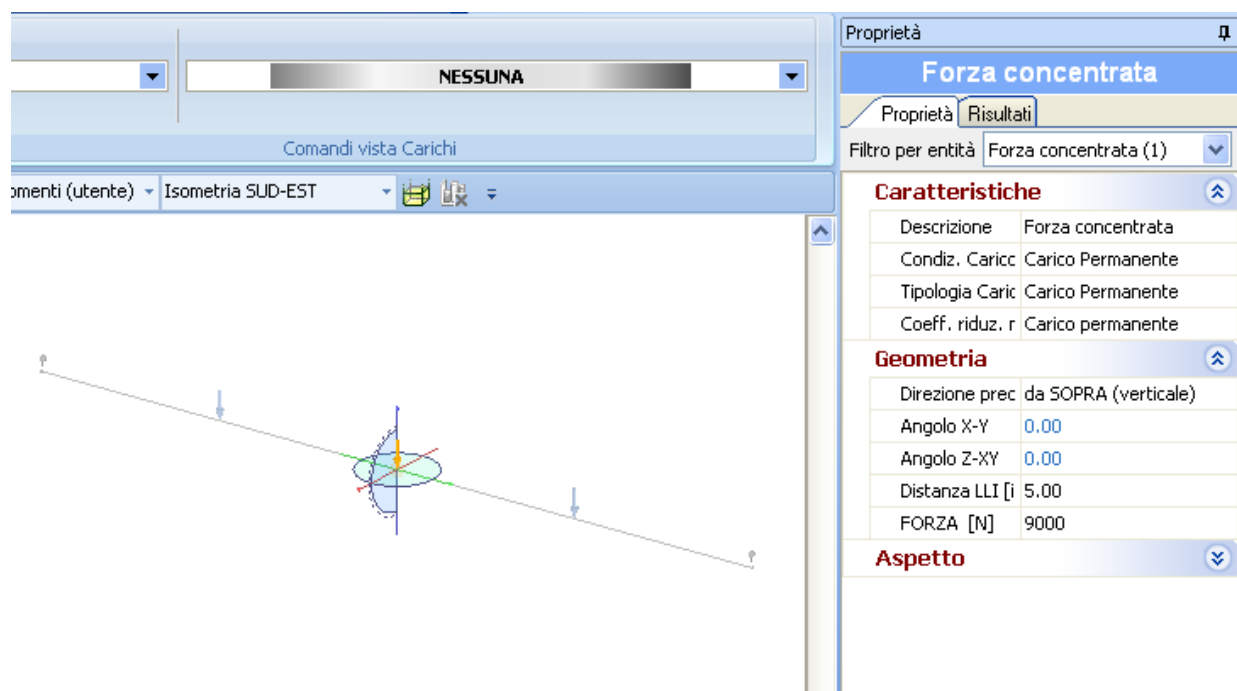 Proprietà
NESSUNA
Forza concentrata
Proprietà Risultati
Comandi vista Carichi
Filtro per entità Forza concentrata (1)
omenti (utente) Isometria SUD-EST
Caratteristiche
Descrizione Forza concentrata
Condiz. Caricc Carico Permanente
Tipologia Caric Carico Permanente
Coeff. riduz. r Carico permanente
Geometria
Direzione prec da SOPRA (verticale)
Angolo X-Y 0.00
Angolo Z-XY 0.00
Distanza LLI [i 5.00
FORZA [N] 9000
Aspetto